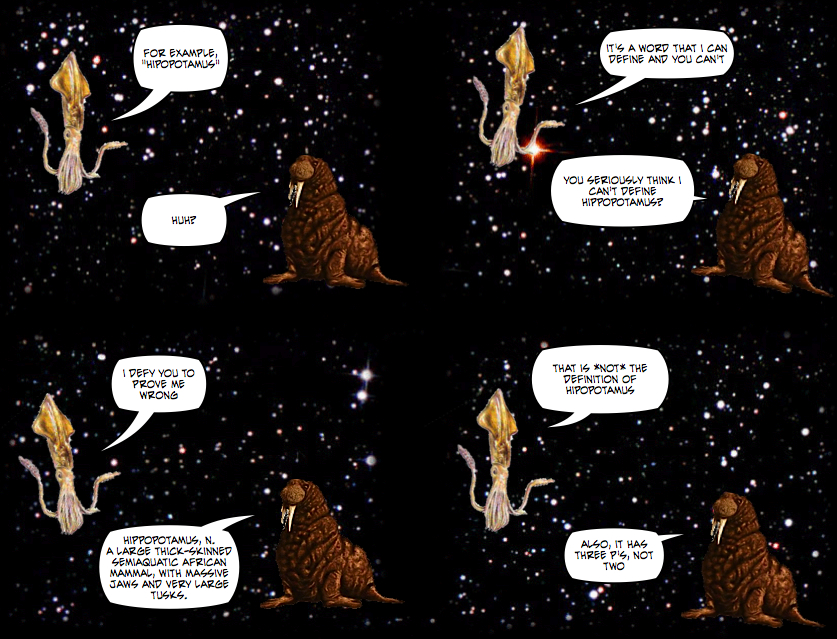 FOR EXAMPLE,
"HIPOPOTAMUS"
HUH?
IT'S A WORD THAT I CAN
DEFINE AND YOU CAN'T
YOU SERIOUSLY THINK I
CAN'T DEFINE
HIPPOPOTAMUS?
I DEFY YOU TO
PROVE ME
WRONG
HIPPOPOTAMUS, N.
A LARGE THICK-SKINNED
SEMIAQUATIC AFRICAN
MAMMAL, WITH MASSIVE
JAWS AND VERY LARGE
TUSKS.
THAT IS *NOT* THE
DEFINITION OF
HIPOPOTAMUS
ALSO, IT HAS
THREE P'S, NOT
TWO